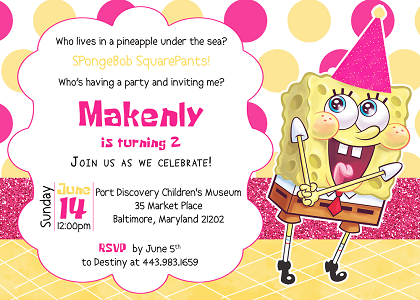 Who lives in a pineapple under the sea?
SPongeBob SquarePants!
Who's having a party and inviting me?
Makenly
is turning 2
Join us as we celebrate!
Sunday
June
14
12:00pm
Port Discovery Children's Museum
35 Market Place
Baltimore, Maryland 21202
RSVP by June 5th
to Destiny at 443.983.1659